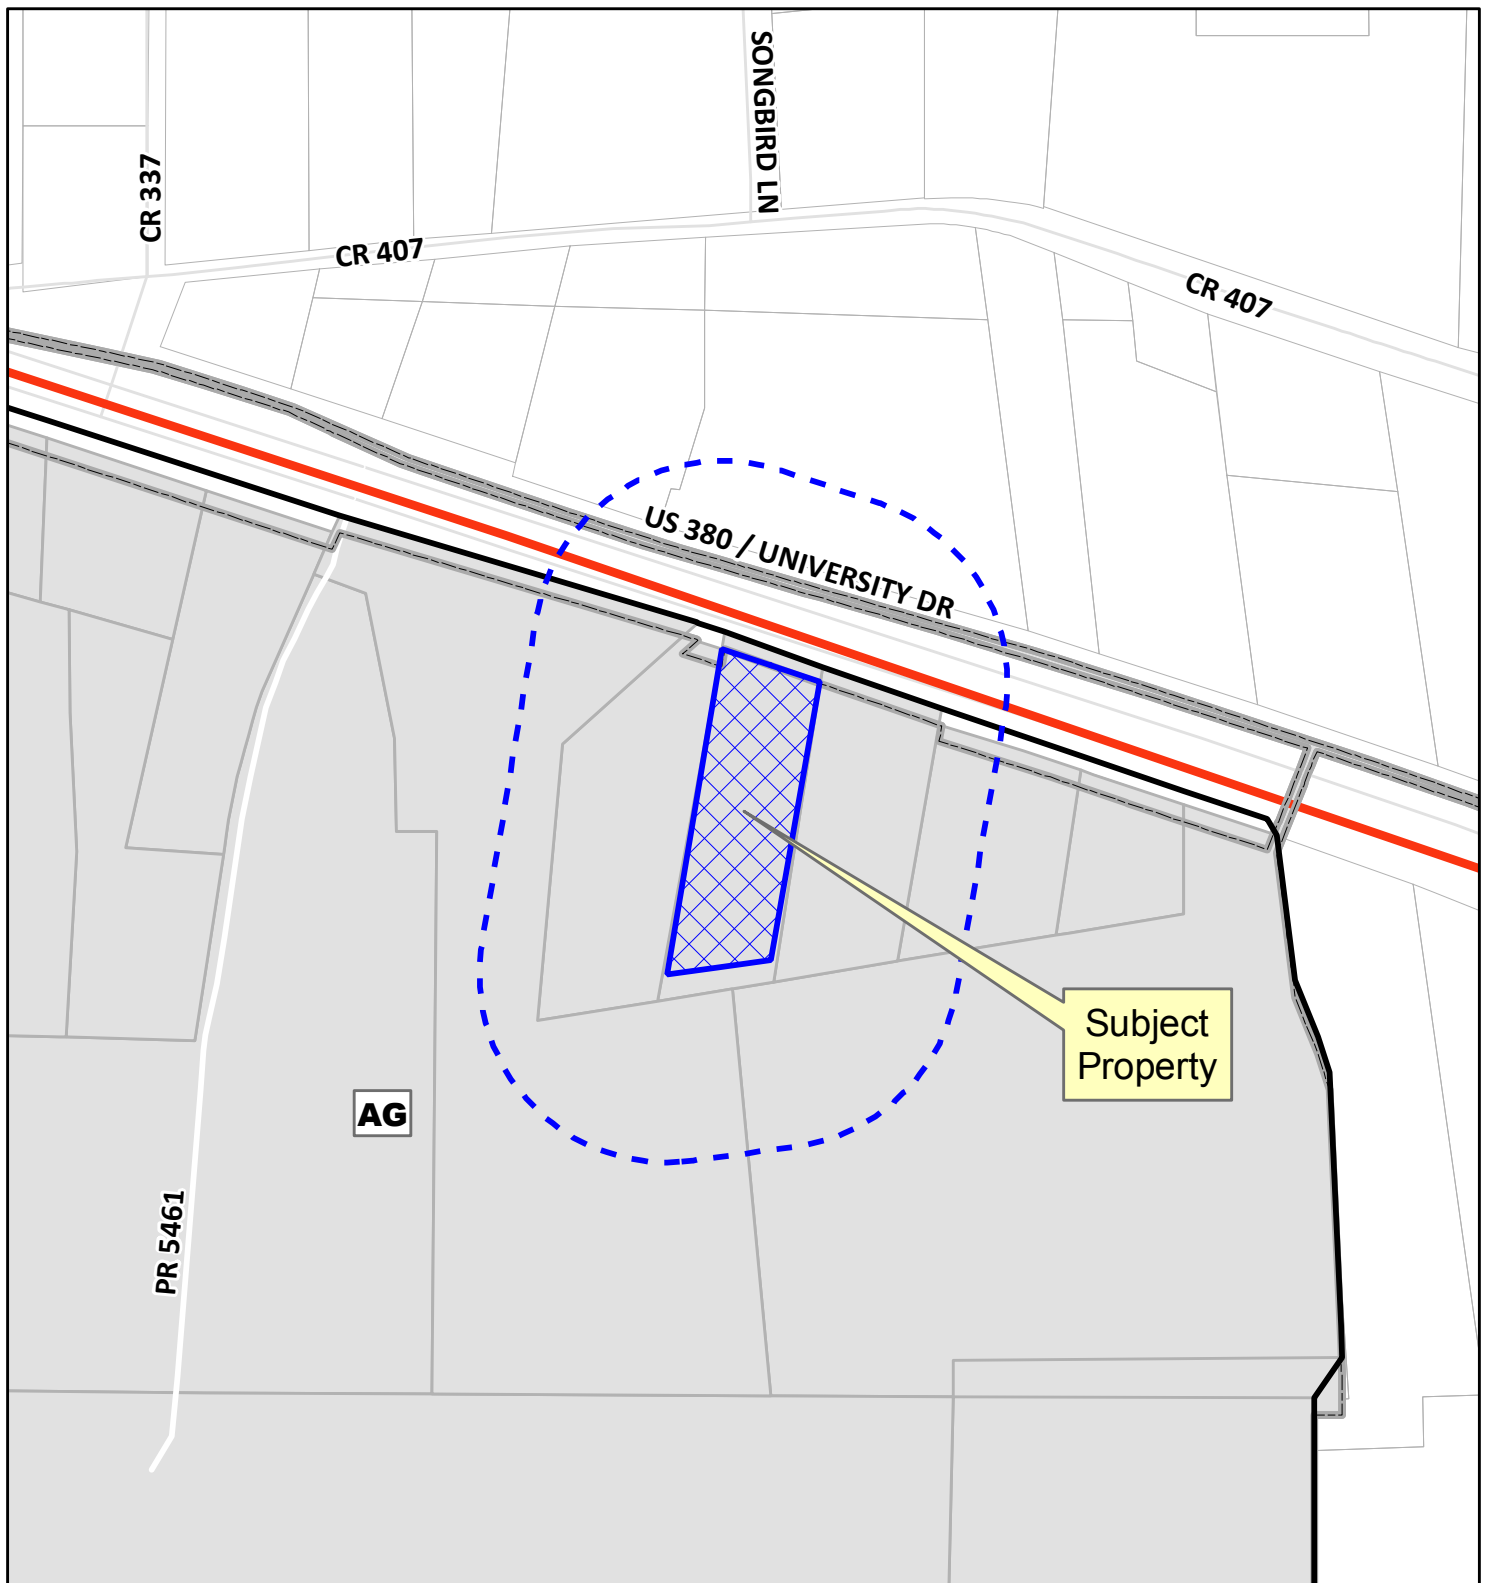 SONGBIRD LN
CR 337
CR 407
CR 407
US 380 / UNIVERSITY DR
Subject
Property
AG
PR 5461